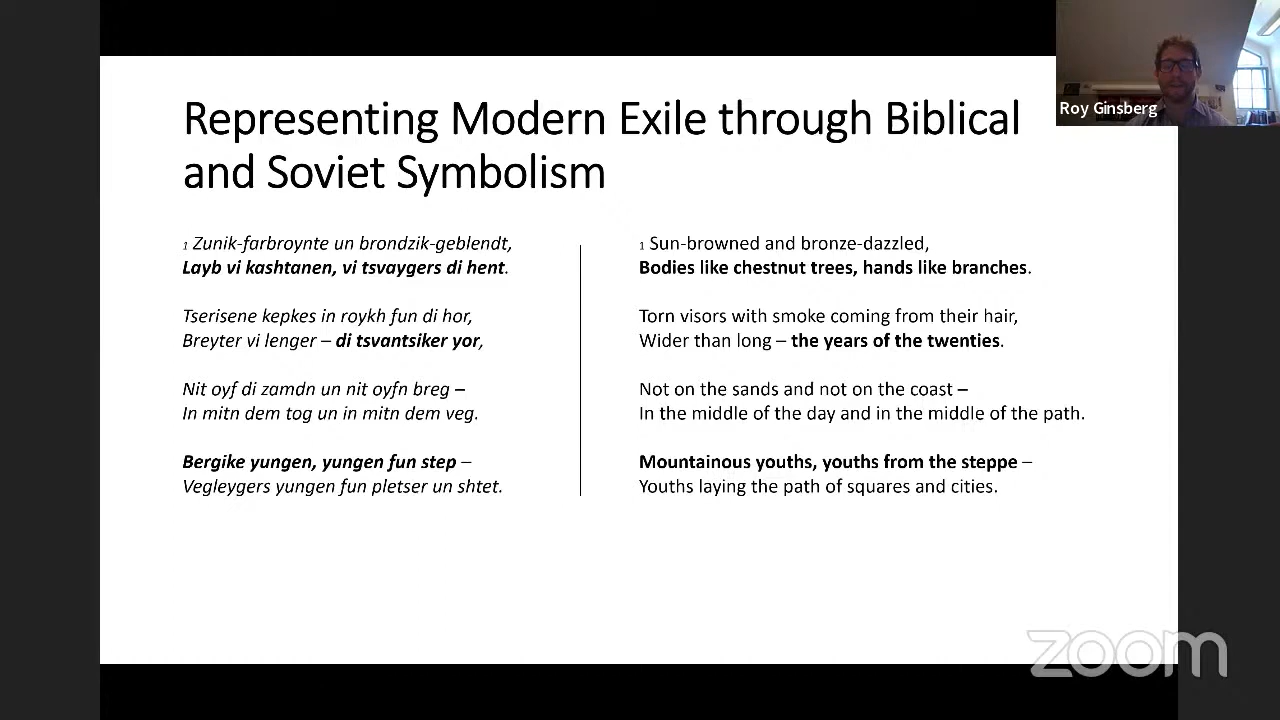 Representing Modern Exile through Biblical
and Soviet Symbolism
Roy Ginsberg
1 Zunik-farbroynte un brondzik-geblendt,
Layb vi kashtanen, vi tsvaygers di hent.
Tserisene kepkes in roykh fun di hor,
Breyter vi lenger – di tsvantsiker yor,
Nit oyf di zamdn un nit oyfn breg –
In mitn dem tog un in mitn dem veg.
Bergike yungen, yungen fun step –
Vegleygers yungen fun pletser un shtet.
1 Sun-browned and bronze-dazzled,
Bodies like chestnut trees, hands like branches.
Torn visors with smoke coming from their hair,
Wider than long – the years of the twenties.
Not on the sands and not on the coast –
In the middle of the day and in the middle of the path.
Mountainous youths, youths from the steppe –
Youths laying the path of squares and cities.
zoom